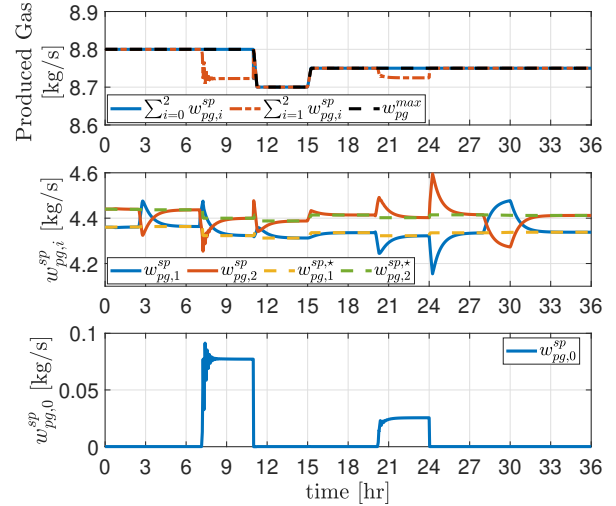 Produced Gas
[kg/s]
8.8
8.7
8.6
∑_{i=0}^{2} w_{pg,i}^{sp} ∑_{i=1}^{2} w_{pg,i}^{sp} w_{pg}^{max}
0 3 6 9 12 15 18 21 24 27 30 33 36
w_{pg,i}^{sp} [kg/s]
4.6
4.4
4.2
w_{pg,1}^{sp} w_{pg,2}^{sp} w_{pg,1}^{sp,⋆} w_{pg,2}^{sp,⋆}
0 3 6 9 12 15 18 21 24 27 30 33 36
w_{pg,0}^{sp} [kg/s]
0.1
0.05
0
w_{pg,0}^{sp}
0 3 6 9 12 15 18 21 24 27 30 33 36
time [hr]